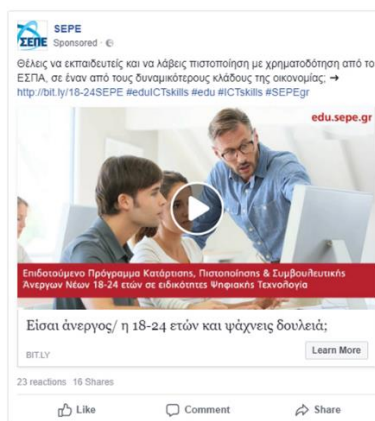 SEPE
ΣΕΠΕ
Sponsored ·
Θέλεις να εκπαιδευτείς και να λάβεις πιστοποίηση με χρηματοδότηση από το
ΕΣΠΑ, σε έναν από τους δυναμικότερους κλάδους της οικονομίας; ➔
http://bit.ly/18-24SEPE #eduICTskills #edu #ICTskills #SEPEgr
edu.sepe.gr
Επιδοτούμενο Πρόγραμμα Κατάρτισης, Πιστοποίησης & Συμβουλευτικής
Άνεργων Νέων 18-24 ετών σε ειδικότητες Ψηφιακής Τεχνολογίας
Είσαι άνεργος/ η 18-24 ετών και ψάχνεις δουλειά;
BIT.LY
Learn More
23 reactions 16 Shares
Like Comment Share